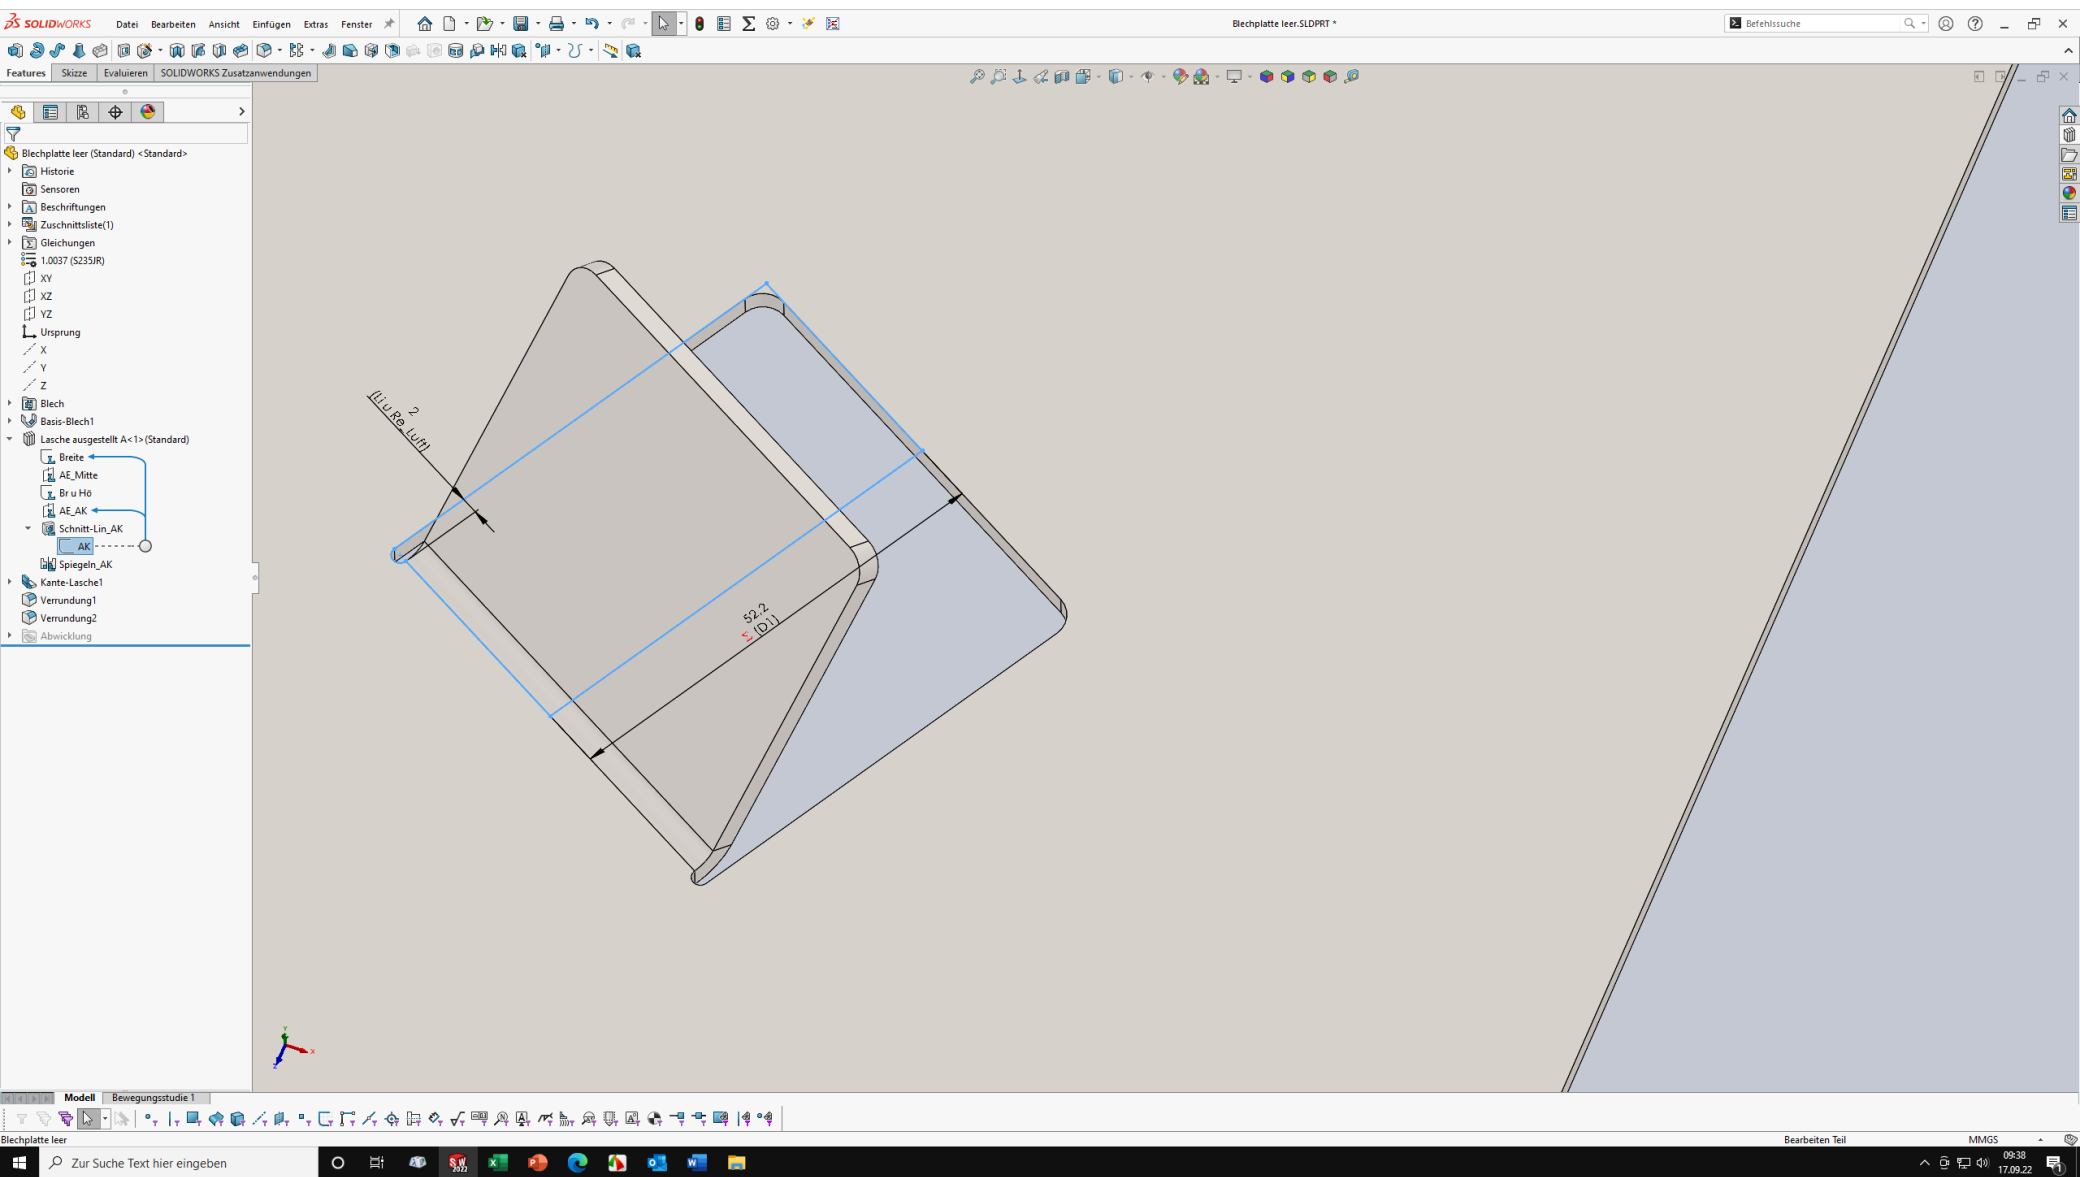 SOLIDWORKS
Datei Bearbeiten Ansicht Einfügen Extras Fenster
Blechplatte leer.SLDPRT *
Befehlssuche
Features Skizze Evaluieren SOLIDWORKS Zusatzanwendungen
Blechplatte leer (Standard) <Standard>
Historie
Sensoren
Beschriftungen
Zuschnittsliste(1)
Gleichungen
1.0037 (S235JR)
XY
XZ
YZ
Ursprung
X
Y
Z
Blech
Basis-Blech1
Lasche ausgestellt A<1>(Standard)
Breite
AE_Mitte
Br u Hö
AE_AK
Schnitt-Lin_AK
AK
Spiegeln_AK
Kante-Lasche1
Verrundung1
Verrundung2
Abwicklung
2
(Li u Re_Luft)
52,2
Σ (D1)
Y
X
Z
Modell Bewegungsstudie 1
Blechplatte leer
Bearbeiten Teil
MMGS
Zur Suche Text hier eingeben
SW
2022
09:38
17.09.22
1